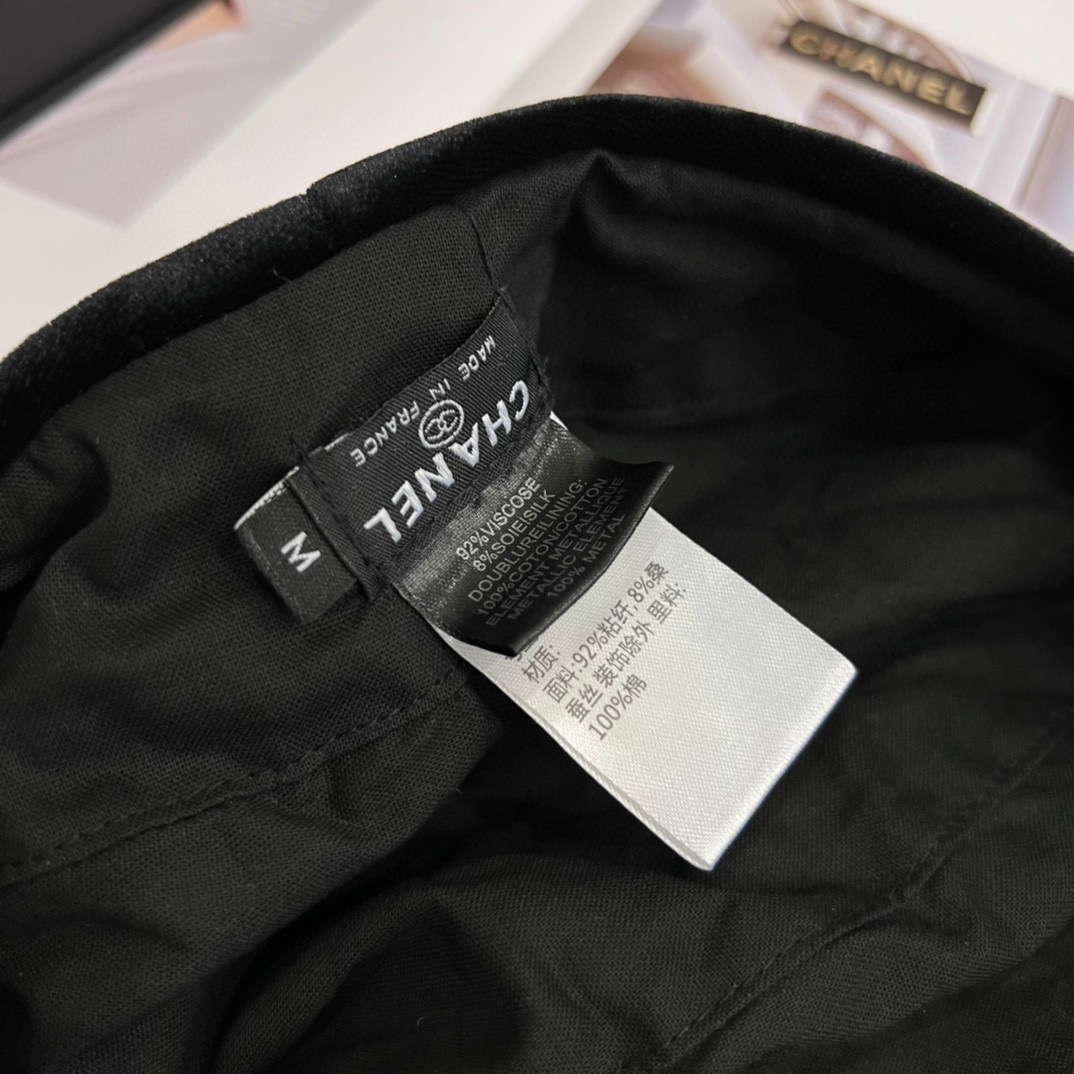 CHANEL
MADE IN FRANCE
CHANEL
M
92%VISCOSE
8%SOIE/SILK
DOUBLURE/LINING:
100%COTON/COTTON
ELEMENT METALLIQUE
METALLIC ELEMENT
100% METAL
材质:
面料:92%粘纤,8%桑
蚕丝 装饰除外 里料:
100%棉